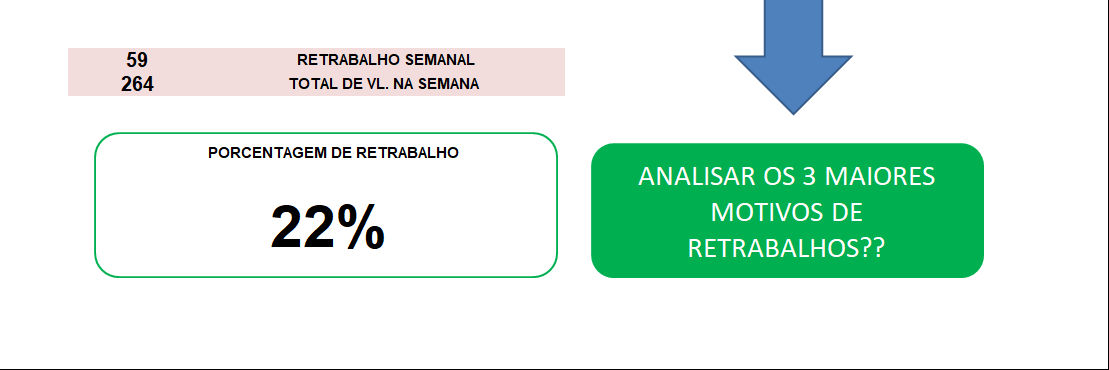 59 RETRABALHO SEMANAL
264 TOTAL DE VL. NA SEMANA
PORCENTAGEM DE RETRABALHO
22%
ANALISAR OS 3 MAIORES
MOTIVOS DE
RETRABALHOS??